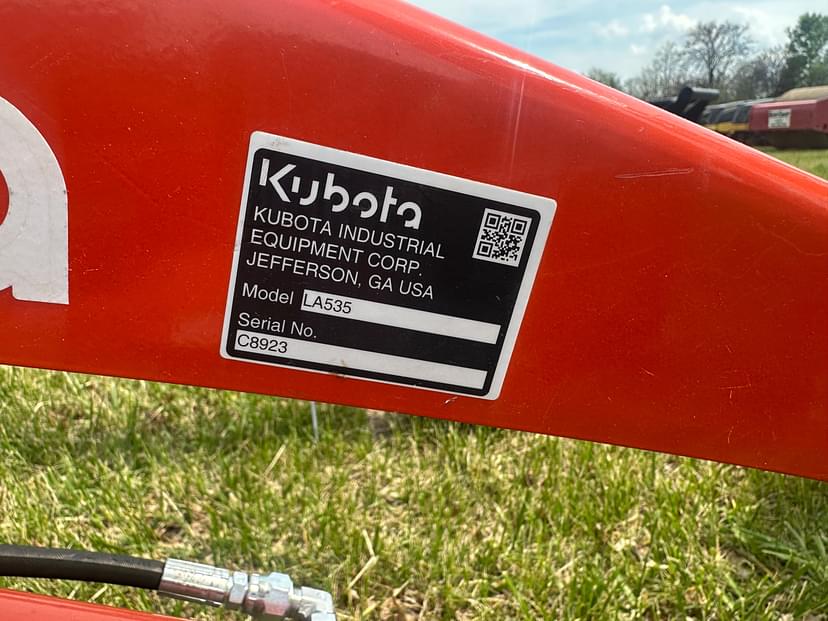 Kubota
KUBOTA INDUSTRIAL
EQUIPMENT CORP.
JEFFERSON, GA USA
Model LA535
Serial No.
C8923
a